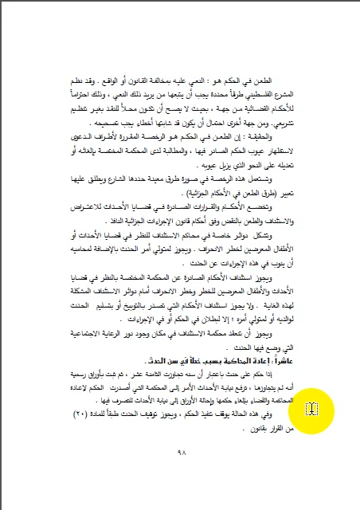 الطعن في الحكم هو : النعي عليه بمخالفة القانون أو الواقع . وقد نظم
المشرع الفلسطيني طرقاً محددة يجب أن يتبعها من يريد ذلك النعي ، وذلك احتراماً
للأحكام القضائية من جهة ، بحيث لا يصح أن تكون محلاً للنقد بغير تنظيم
تشريعي. ومن جهة أخرى احتمال أن يكون قد شابتها أخطاء يجب تصحيحه .
والحقيقة : إن الطعن في الحكم هو الرخصة المقررة لأطراف الدعوى
لاستظهار عيوب الحكم الصادر فيها ، والمطالبة لدى المحكمة المختصة بإلغائه أو
تعديله على النحو الذي يزيل عيوبه .
وتستعمل هذه الرخصة في صورة طرق معينة حددها الشارع ويطلق عليها
تعبير (طرق الطعن في الأحكام الجزائية) .
وتخضع الأحكام والقرارات الصادرة في قضايا الأحداث للاعتراض
والاستئناف والطعن بالنقض وفق أحكام قانون الإجراءات الجزائية النافذ .
وتشكل دوائر خاصة في محاكم الاستئناف للنظر في قضايا الأحداث أو
الأطفال المعرضين لخطر الانحراف . ويجوز لمتولي أمر الحدث بالإضافة لمحاميه
أن ينوب في هذه الإجراءات عن الحدث .
ويجوز استئناف الأحكام الصادرة عن المحكمة المختصة بالنظر في قضايا
الأحداث والأطفال المعرضين للخطر وخطر الانحراف أمام دوائر الاستئناف المشكلة
لهذه الغاية . ولا يجوز استئناف الأحكام التي تصدر بالتوبيخ أو بتسليم الحدث
لوالديه أو لمتولي أمره ؛ إلا لبطلان في الحكم أو في الإجراءات .
ويجوز أن تنعقد محكمة الاستئناف في مكان وجود دور الرعاية الاجتماعية
التي وضع فيها الحدث .
عاشراً : إعادة المحاكمة بسبب خطأ في سن الحدث.
إذا حكم على حدث باعتبار أن سنه تجاوزت الثامنة عشر ، ثم ثبت بأوراق رسمية
أنه لم يتجاوزها ، ترفع نيابة الأحداث الأمر إلى المحكمة التي أصدرت الحكم لإعادة
المحاكمة والقضاء بإلغاء حكمها وإحالة الأوراق إلى نيابة الأحداث للتصرف فيها .
وفي هذه الحالة يوقف تنفيذ الحكم ، ويجوز توقيف الحدث طبقاً للمادة (٢٠)
من القرار بقانون .
٩٨